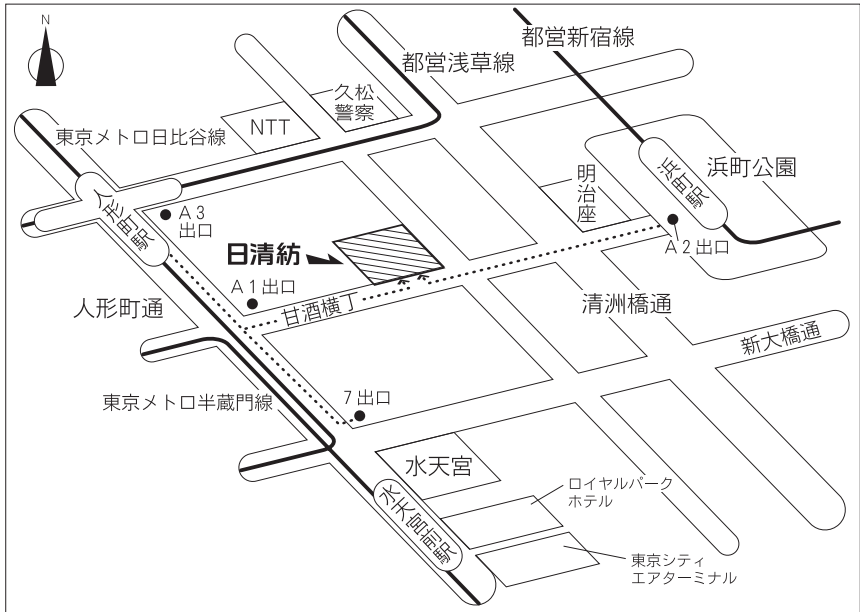 N
都営新宿線
都営浅草線
久松
警察
NTT
東京メトロ日比谷線
浜町駅
浜町公園
明治座
人形町駅
A3
出口
日清紡
A2出口
A1出口
甘酒横丁
清洲橋通
人形町通
新大橋通
東京メトロ半蔵門線
7出口
水天宮
ロイヤルパーク
ホテル
水天宮前駅
東京シティ
エアターミナル